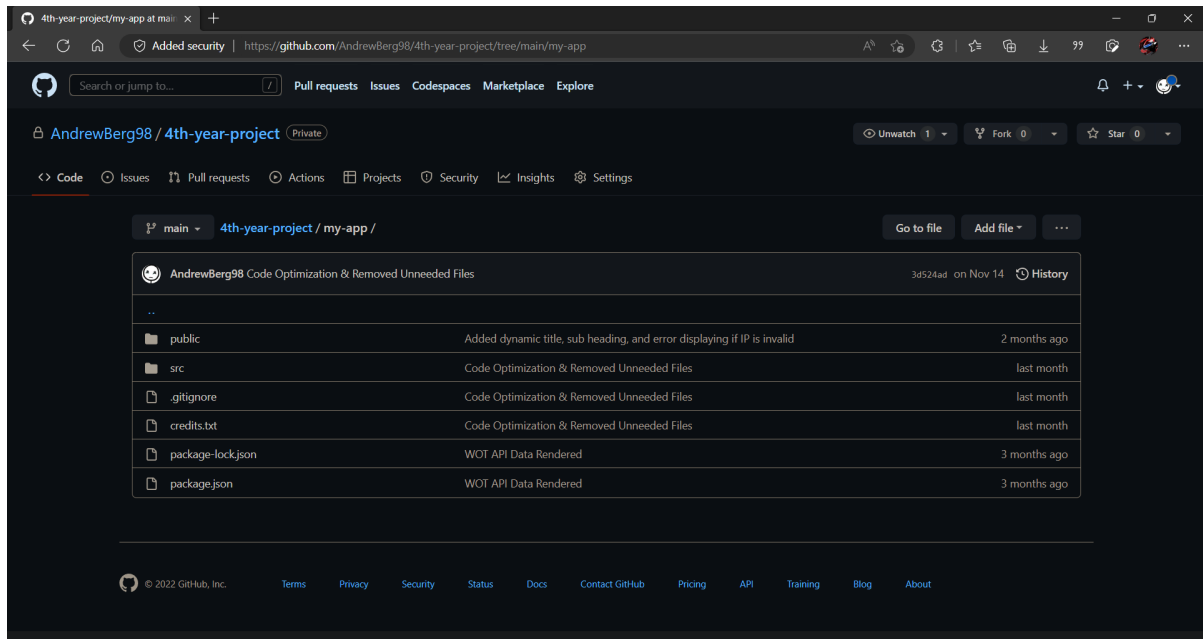 4th-year-project/my-app at main
Added security | https://github.com/AndrewBerg98/4th-year-project/tree/main/my-app
Search or jump to... / Pull requests Issues Codespaces Marketplace Explore
AndrewBerg98 / 4th-year-project Private Unwatch 1 Fork 0 Star 0
Code Issues Pull requests Actions Projects Security Insights Settings
main 4th-year-project / my-app / Go to file Add file ...
AndrewBerg98 Code Optimization & Removed Unneeded Files 3d524ad on Nov 14 History
..
public Added dynamic title, sub heading, and error displaying if IP is invalid 2 months ago
src Code Optimization & Removed Unneeded Files last month
.gitignore Code Optimization & Removed Unneeded Files last month
credits.txt Code Optimization & Removed Unneeded Files last month
package-lock.json WOT API Data Rendered 3 months ago
package.json WOT API Data Rendered 3 months ago
© 2022 GitHub, Inc. Terms Privacy Security Status Docs Contact GitHub Pricing API Training Blog About